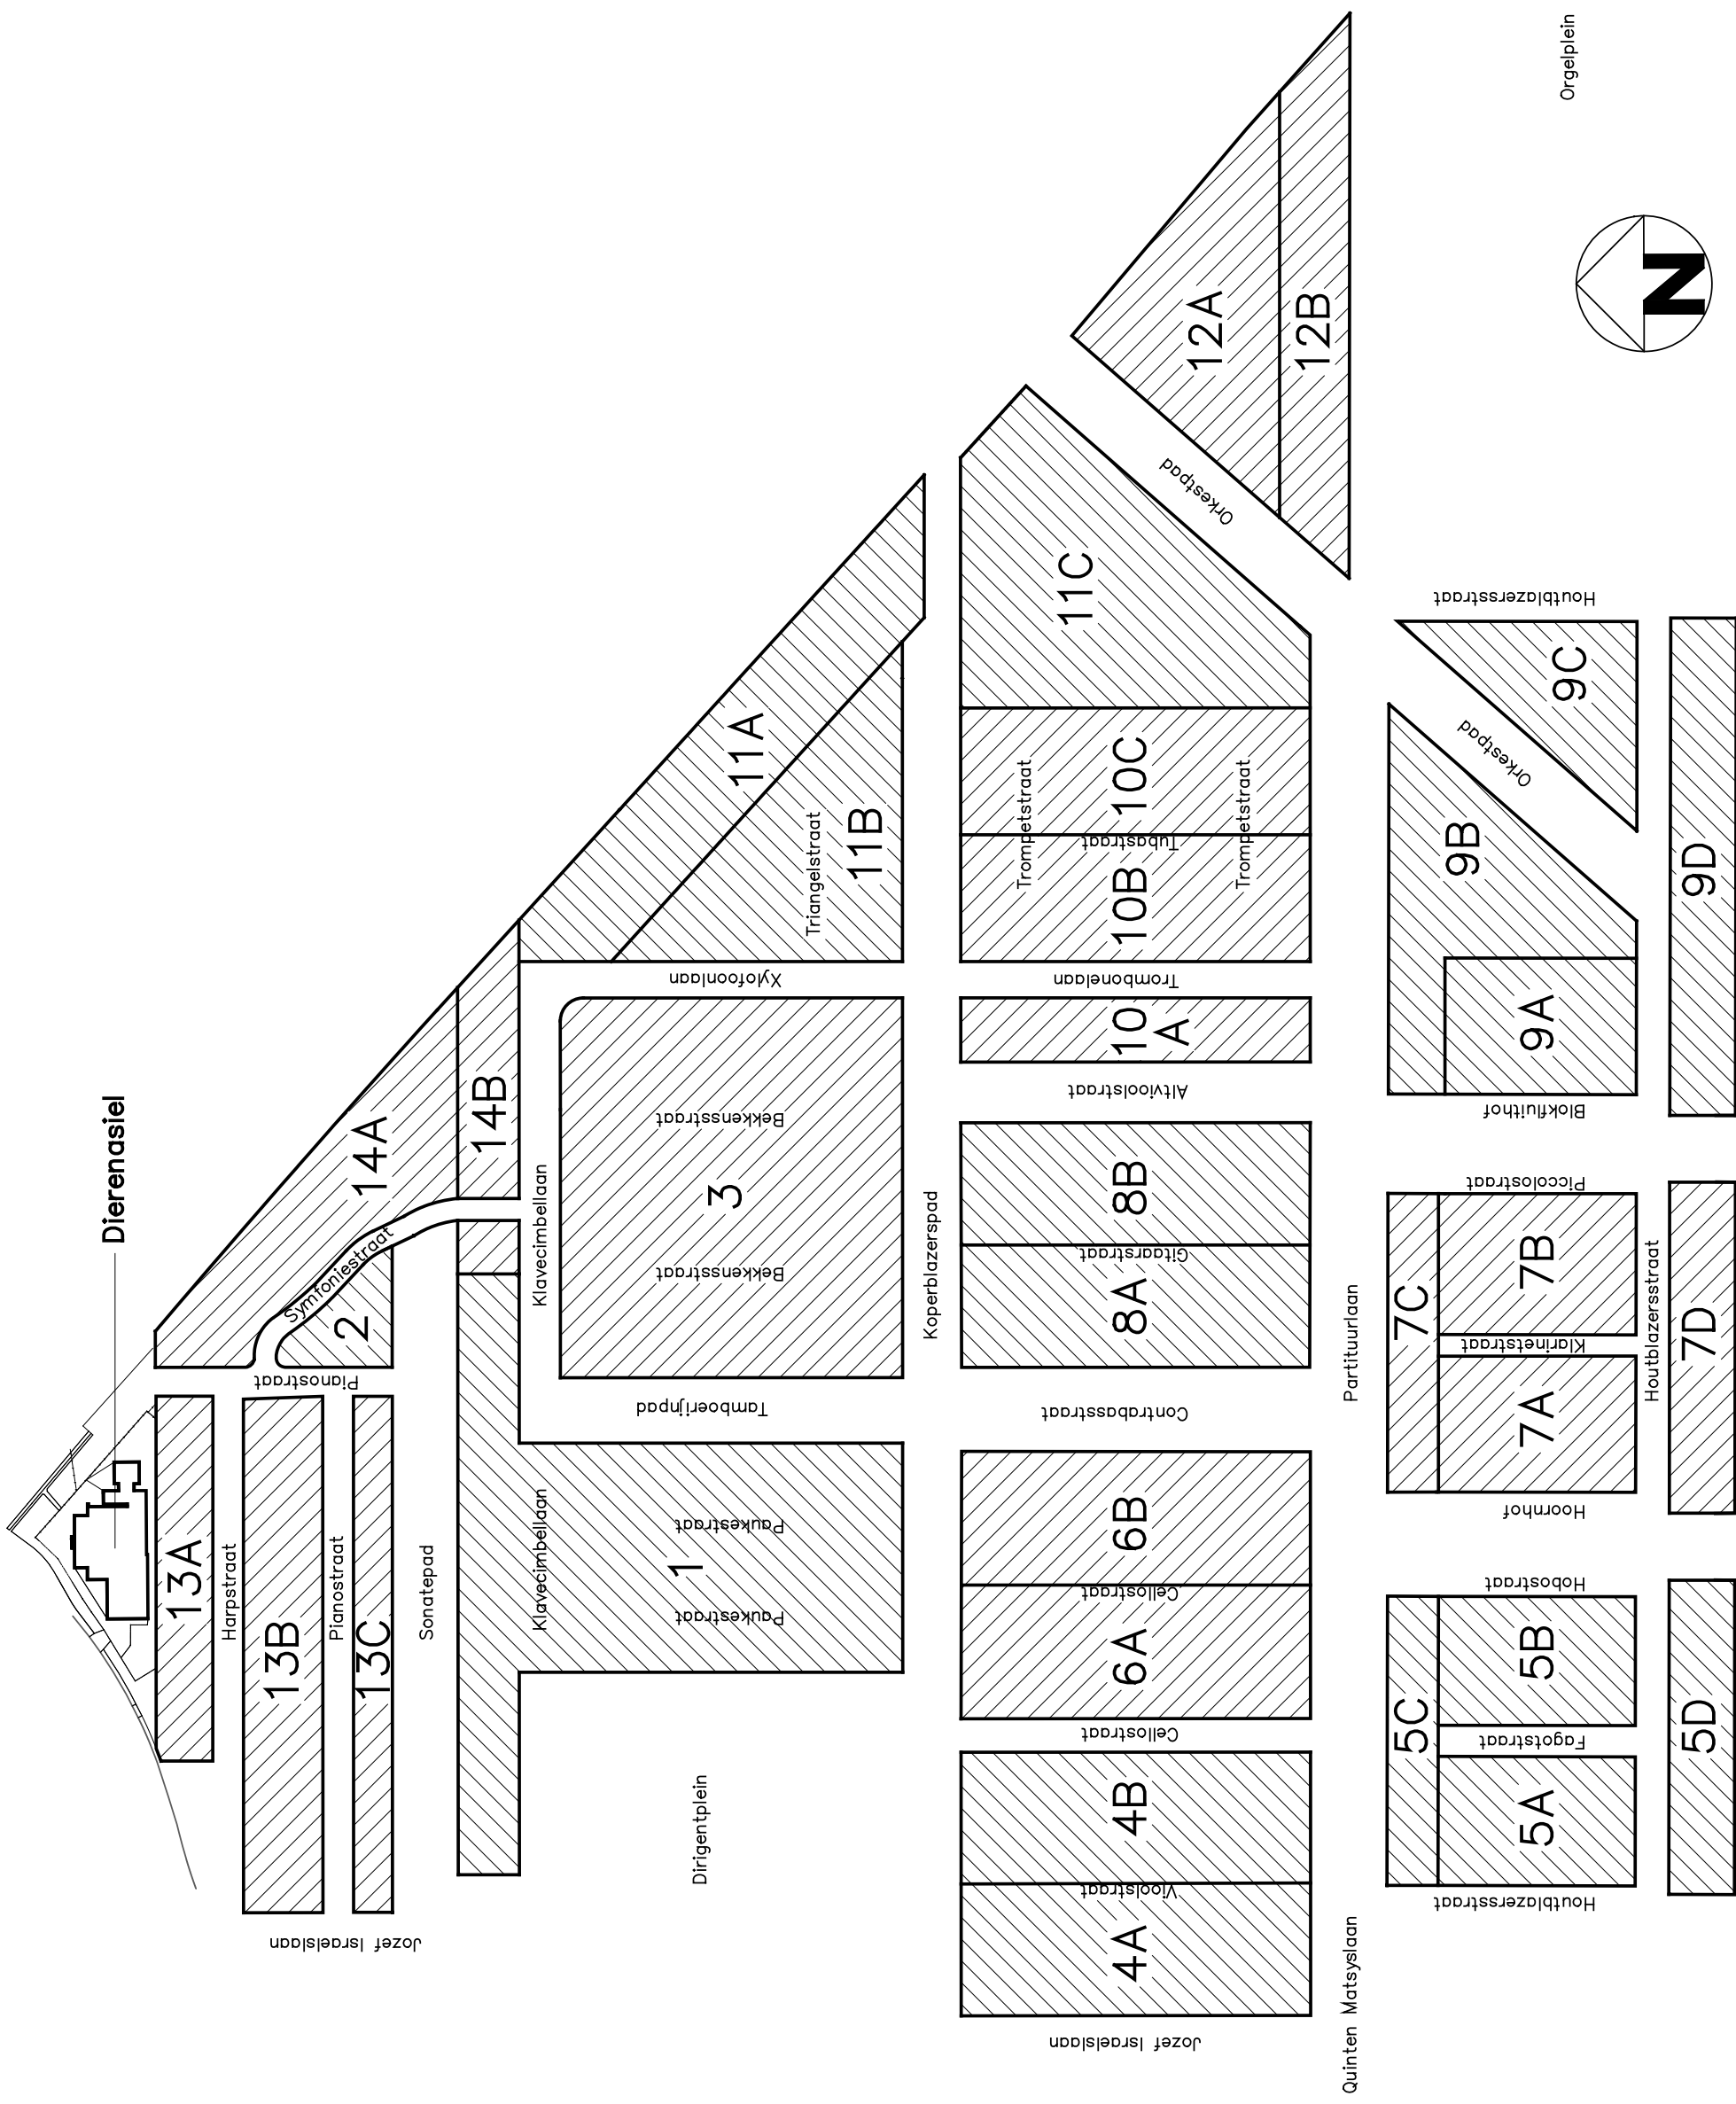 Orgelplein
N
12A
12B
Orkestpad
11C
11A
11B
Triangelstraat
Xylofoonlaan
Trompetstraat
10C
Tubastraat
10B
Trompetstraat
Trombonelaan
10
A
Altvioolstraat
Houtblazersstraat
9C
Orkestpad
9B
9A
9D
Blokfluithof
Dierenasiel
14A
14B
Symfoniestraat
2
Pianostraat
Klavecimbellaan
Bekkensstraat
3
Bekkensstraat
Tamboerijnpad
Koperblazerspad
8B
Gitaarstraat
8A
Contrabasstraat
Partituurlaan
Piccolostraat
7C
7B
Klarinetstraat
7A
Houtblazersstraat
7D
Hoornhof
13A
Harpstraat
13B
Pianostraat
13C
Sonatepad
Klavecimbellaan
Paukestraat
1
Paukestraat
6B
Cellostraat
6A
Cellostraat
Hobostraat
5C
5B
Fagotstraat
5A
5D
Houtblazersstraat
Dirigentplein
4B
Vioolstraat
4A
Jozef Israelslaan
Jozef Israelslaan
Quinten Matsyslaan